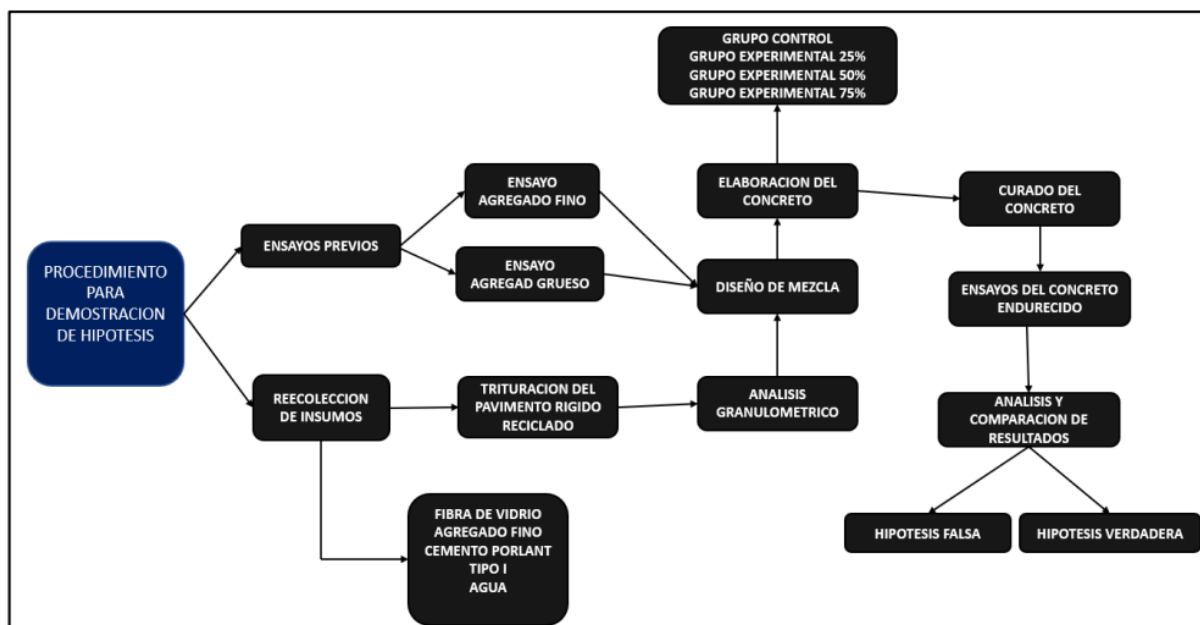 PROCEDIMIENTO
PARA
DEMOSTRACION
DE HIPOTESIS
ENSAYOS PREVIOS
REECOLECCION
DE INSUMOS
ENSAYO
AGREGADO FINO
ENSAYO
AGREGAD GRUESO
TRITURACION DEL
PAVIMENTO RIGIDO
RECICLADO
FIBRA DE VIDRIO
AGREGADO FINO
CEMENTO PORLANT
TIPO I
AGUA
GRUPO CONTROL
GRUPO EXPERIMENTAL 25%
GRUPO EXPERIMENTAL 50%
GRUPO EXPERIMENTAL 75%
ELABORACION DEL
CONCRETO
DISEÑO DE MEZCLA
ANALISIS
GRANULOMETRICO
CURADO DEL
CONCRETO
ENSAYOS DEL CONCRETO
ENDURECIDO
ANALISIS Y
COMPARACION DE
RESULTADOS
HIPOTESIS FALSA
HIPOTESIS VERDADERA